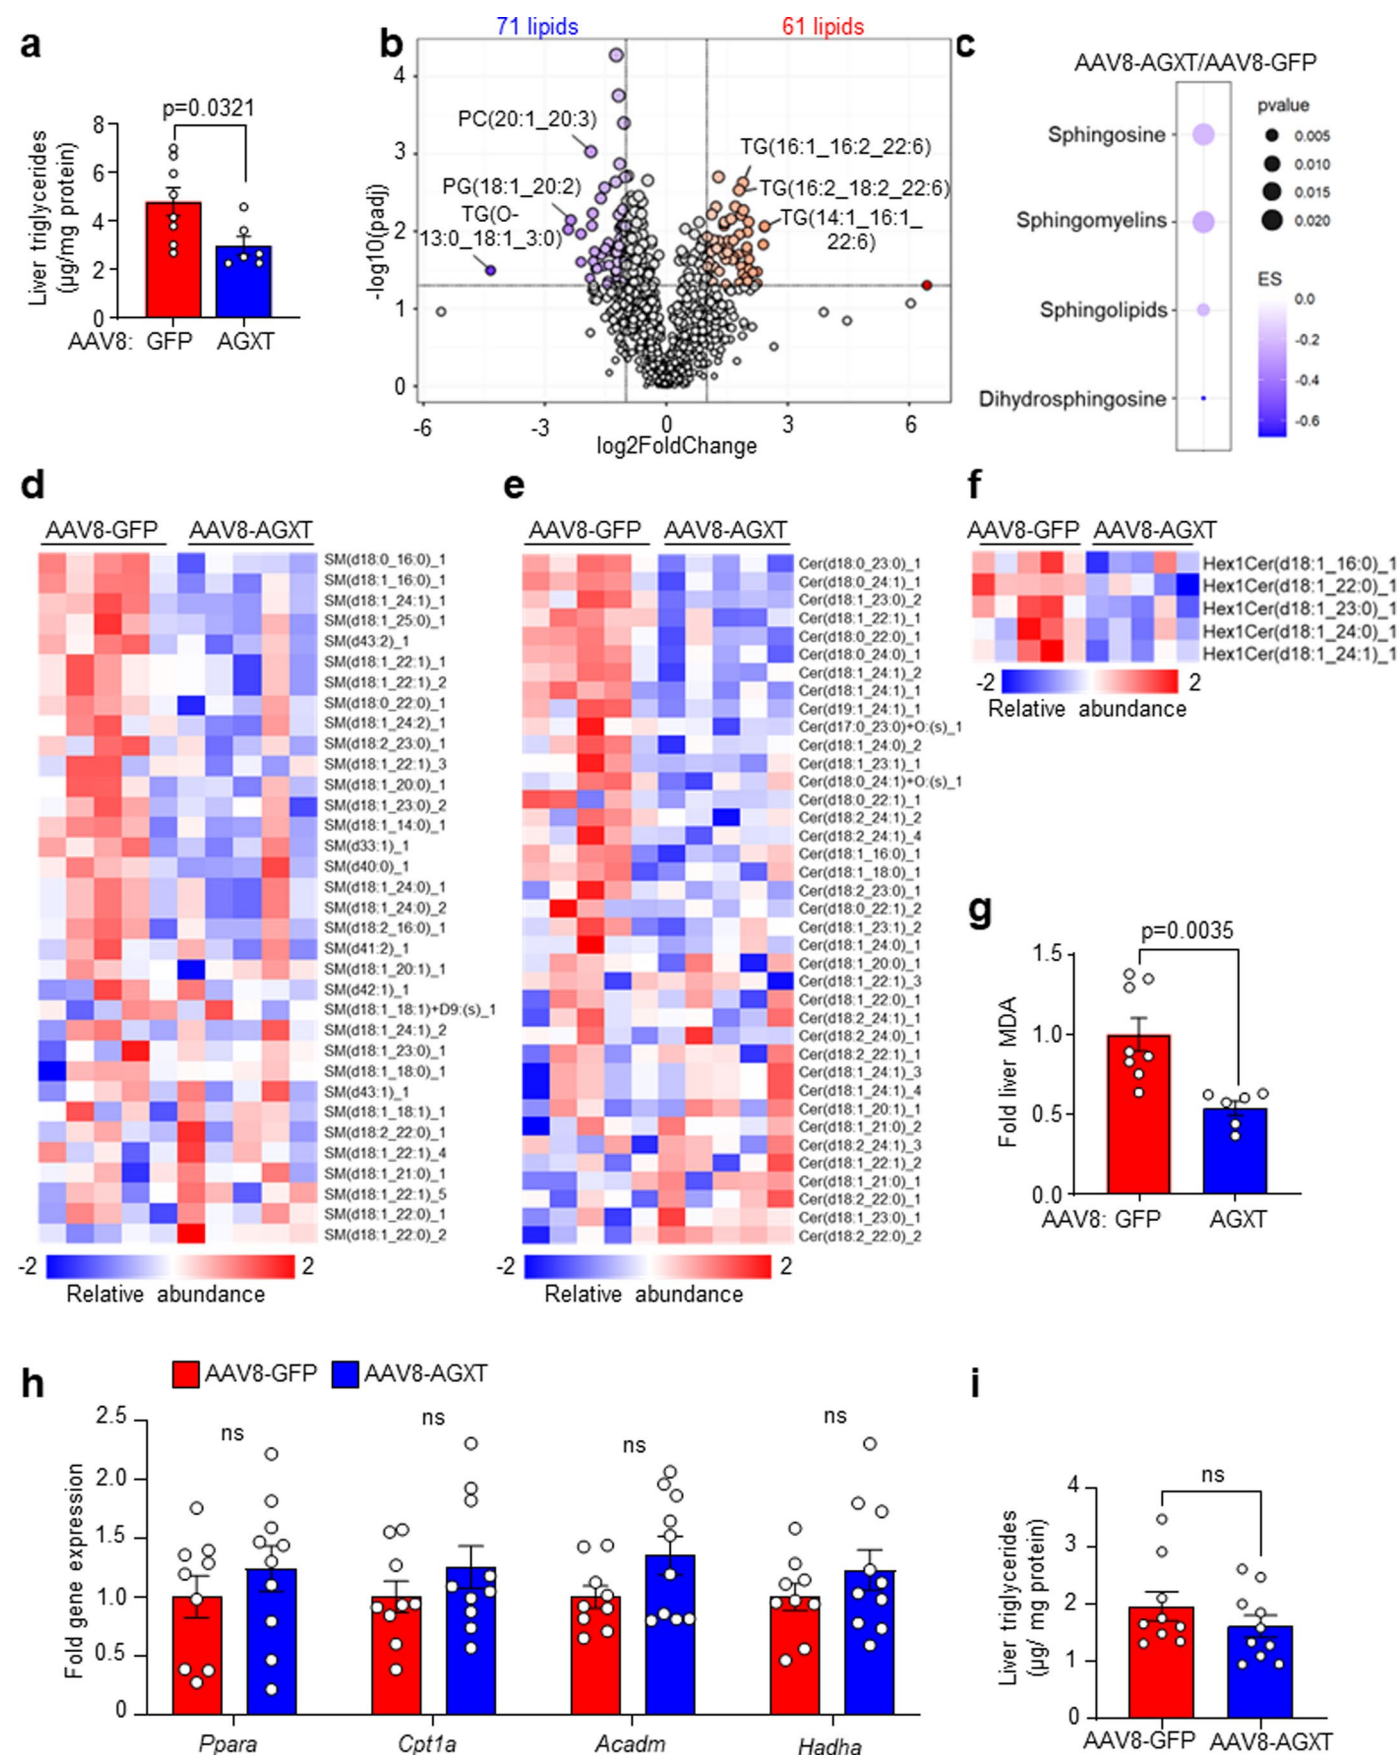 a
p=0.0321
Liver triglycerides
(µg/mg protein)
8
6
4
2
0
AAV8: GFP AGXT
b
71 lipids 61 lipids
-log10(padj)
4
3
2
1
0
PC(20:1_20:3)
PG(18:1_20:2)
TG(O-
13:0_18:1_3:0)
TG(16:1_16:2_22:6)
TG(16:2_18:2_22:6)
TG(14:1_16:1_
22:6)
-6 -3 0 3 6
log2FoldChange
c
AAV8-AGXT/AAV8-GFP
Sphingosine
Sphingomyelins
Sphingolipids
Dihydrosphingosine
pvalue
0.005
0.010
0.015
0.020
ES
0.0
-0.2
-0.4
-0.6
d
AAV8-GFP AAV8-AGXT
SM(d18:0_16:0)_1
SM(d18:1_16:0)_1
SM(d18:1_24:1)_1
SM(d18:1_25:0)_1
SM(d43:2)_1
SM(d18:1_22:1)_1
SM(d18:1_22:1)_2
SM(d18:0_22:0)_1
SM(d18:1_24:2)_1
SM(d18:2_23:0)_1
SM(d18:1_22:1)_3
SM(d18:1_20:0)_1
SM(d18:1_23:0)_2
SM(d18:1_14:0)_1
SM(d33:1)_1
SM(d40:0)_1
SM(d18:1_24:0)_1
SM(d18:1_24:0)_2
SM(d18:2_16:0)_1
SM(d41:2)_1
SM(d18:1_20:1)_1
SM(d42:1)_1
SM(d18:1_18:1)+D9:(s)_1
SM(d18:1_24:1)_2
SM(d18:1_23:0)_1
SM(d18:1_18:0)_1
SM(d43:1)_1
SM(d18:1_18:1)_1
SM(d18:2_22:0)_1
SM(d18:1_22:1)_4
SM(d18:1_21:0)_1
SM(d18:1_22:1)_5
SM(d18:1_22:0)_1
SM(d18:1_22:0)_2
-2 2
Relative abundance
e
AAV8-GFP AAV8-AGXT
Cer(d18:0_23:0)_1
Cer(d18:0_24:1)_1
Cer(d18:1_23:0)_2
Cer(d18:1_22:1)_1
Cer(d18:0_22:0)_1
Cer(d18:0_24:0)_1
Cer(d18:1_24:1)_2
Cer(d18:1_24:1)_1
Cer(d19:1_24:1)_1
Cer(d17:0_23:0)+O:(s)_1
Cer(d18:1_24:0)_2
Cer(d18:1_23:1)_1
Cer(d18:0_24:1)+O:(s)_1
Cer(d18:0_22:1)_1
Cer(d18:2_24:1)_2
Cer(d18:2_24:1)_4
Cer(d18:1_16:0)_1
Cer(d18:1_18:0)_1
Cer(d18:2_23:0)_1
Cer(d18:0_22:1)_2
Cer(d18:1_23:1)_2
Cer(d18:1_24:0)_1
Cer(d18:1_20:0)_1
Cer(d18:1_22:1)_3
Cer(d18:1_22:0)_1
Cer(d18:2_24:1)_1
Cer(d18:2_24:0)_1
Cer(d18:2_22:1)_1
Cer(d18:1_24:1)_3
Cer(d18:1_24:1)_4
Cer(d18:1_20:1)_1
Cer(d18:1_21:0)_2
Cer(d18:2_24:1)_3
Cer(d18:1_22:1)_2
Cer(d18:1_21:0)_1
Cer(d18:2_22:0)_1
Cer(d18:1_23:0)_1
Cer(d18:2_22:0)_2
-2 2
Relative abundance
f
AAV8-GFP AAV8-AGXT
Hex1Cer(d18:1_16:0)_1
Hex1Cer(d18:1_22:0)_1
Hex1Cer(d18:1_23:0)_1
Hex1Cer(d18:1_24:0)_1
Hex1Cer(d18:1_24:1)_1
-2 2
Relative abundance
g
p=0.0035
Fold liver MDA
1.5
1.0
0.5
0.0
AAV8: GFP AGXT
h
AAV8-GFP AAV8-AGXT
Fold gene expression
2.5
2.0
1.5
1.0
0.5
0
ns ns ns ns
Ppara Cpt1a Acadm Hadha
i
ns
Liver triglycerides
(µg/ mg protein)
4
3
2
1
0
AAV8-GFP AAV8-AGXT